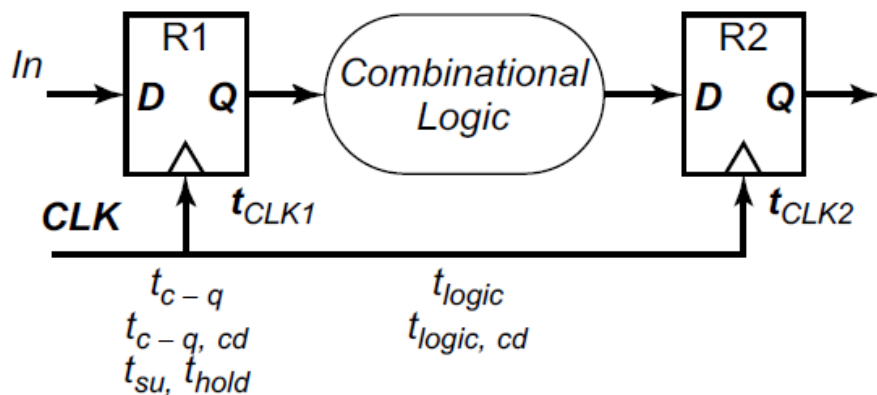 R1
R2
In
D Q
Combinational
Logic
D Q
CLK
t_CLK1
t_CLK2
t_c – q
t_logic
t_c – q, cd
t_logic, cd
t_su, t_hold